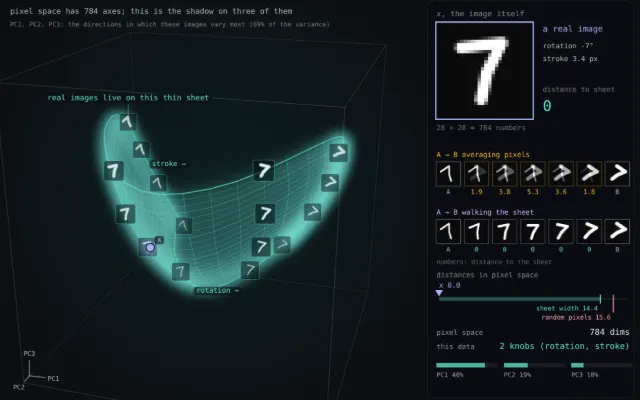 pixel space has 784 axes; this is the shadow on three of them
PC1, PC2, PC3: the directions in which these images vary most (69% of the variance)
real images live on this thin sheet
stroke →
x
rotation →
PC3
PC1
PC2
x, the image itself
a real image
rotation -7°
stroke 3.4 px
distance to sheet
0
28 × 28 = 784 numbers
A → B averaging pixels
A 1.9 3.8 5.3 3.6 1.8 B
A → B walking the sheet
A 0 0 0 0 0 B
numbers: distance to the sheet
distances in pixel space
x 0.0
sheet width 14.4
random pixels 15.6
pixel space 784 dims
this data 2 knobs (rotation, stroke)
PC1 40% PC2 19% PC3 10%